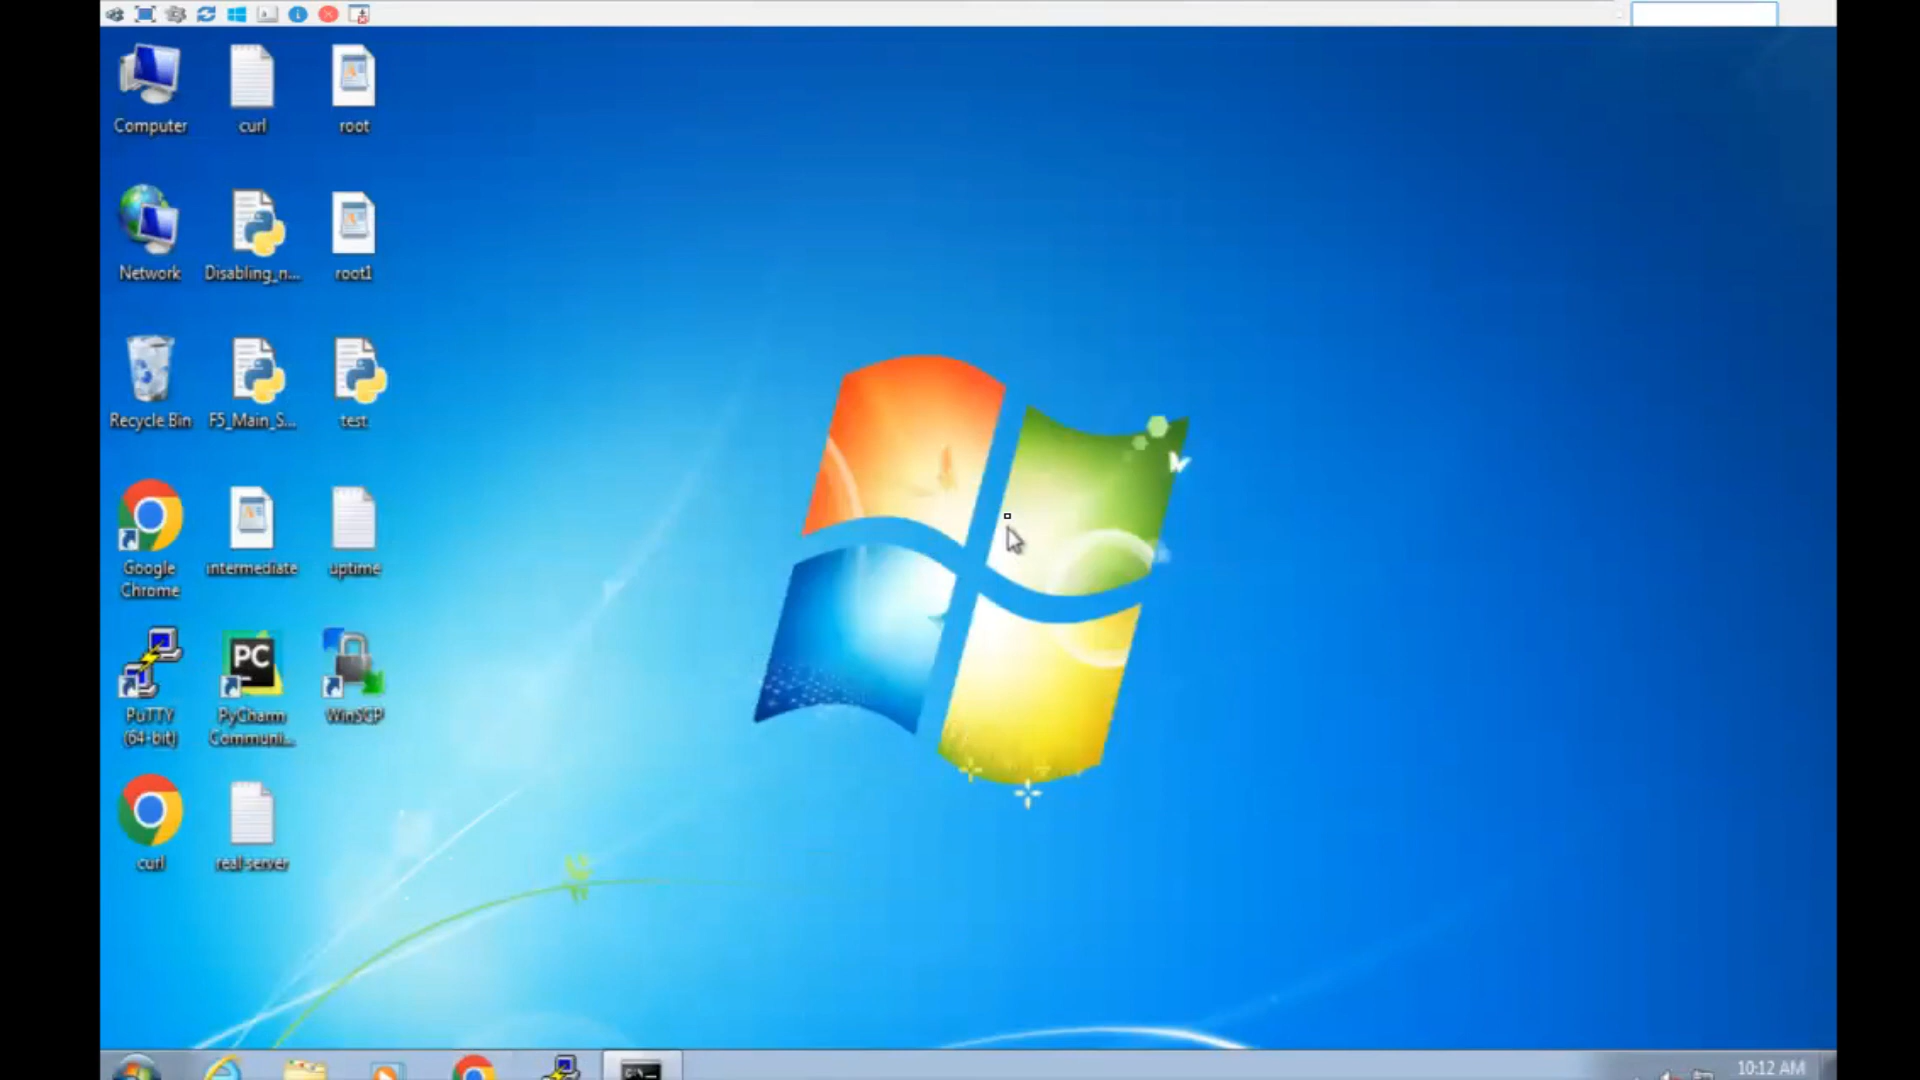 Computer
curl
root
Network
Disabling_n...
root1
Recycle Bin
F5_Main_S...
test
Google
Chrome
intermediate
uptime
PC
PuTTY
(64-bit)
PyCharm
Communi...
WinSCP
curl
real-server
C:\
10:12 AM